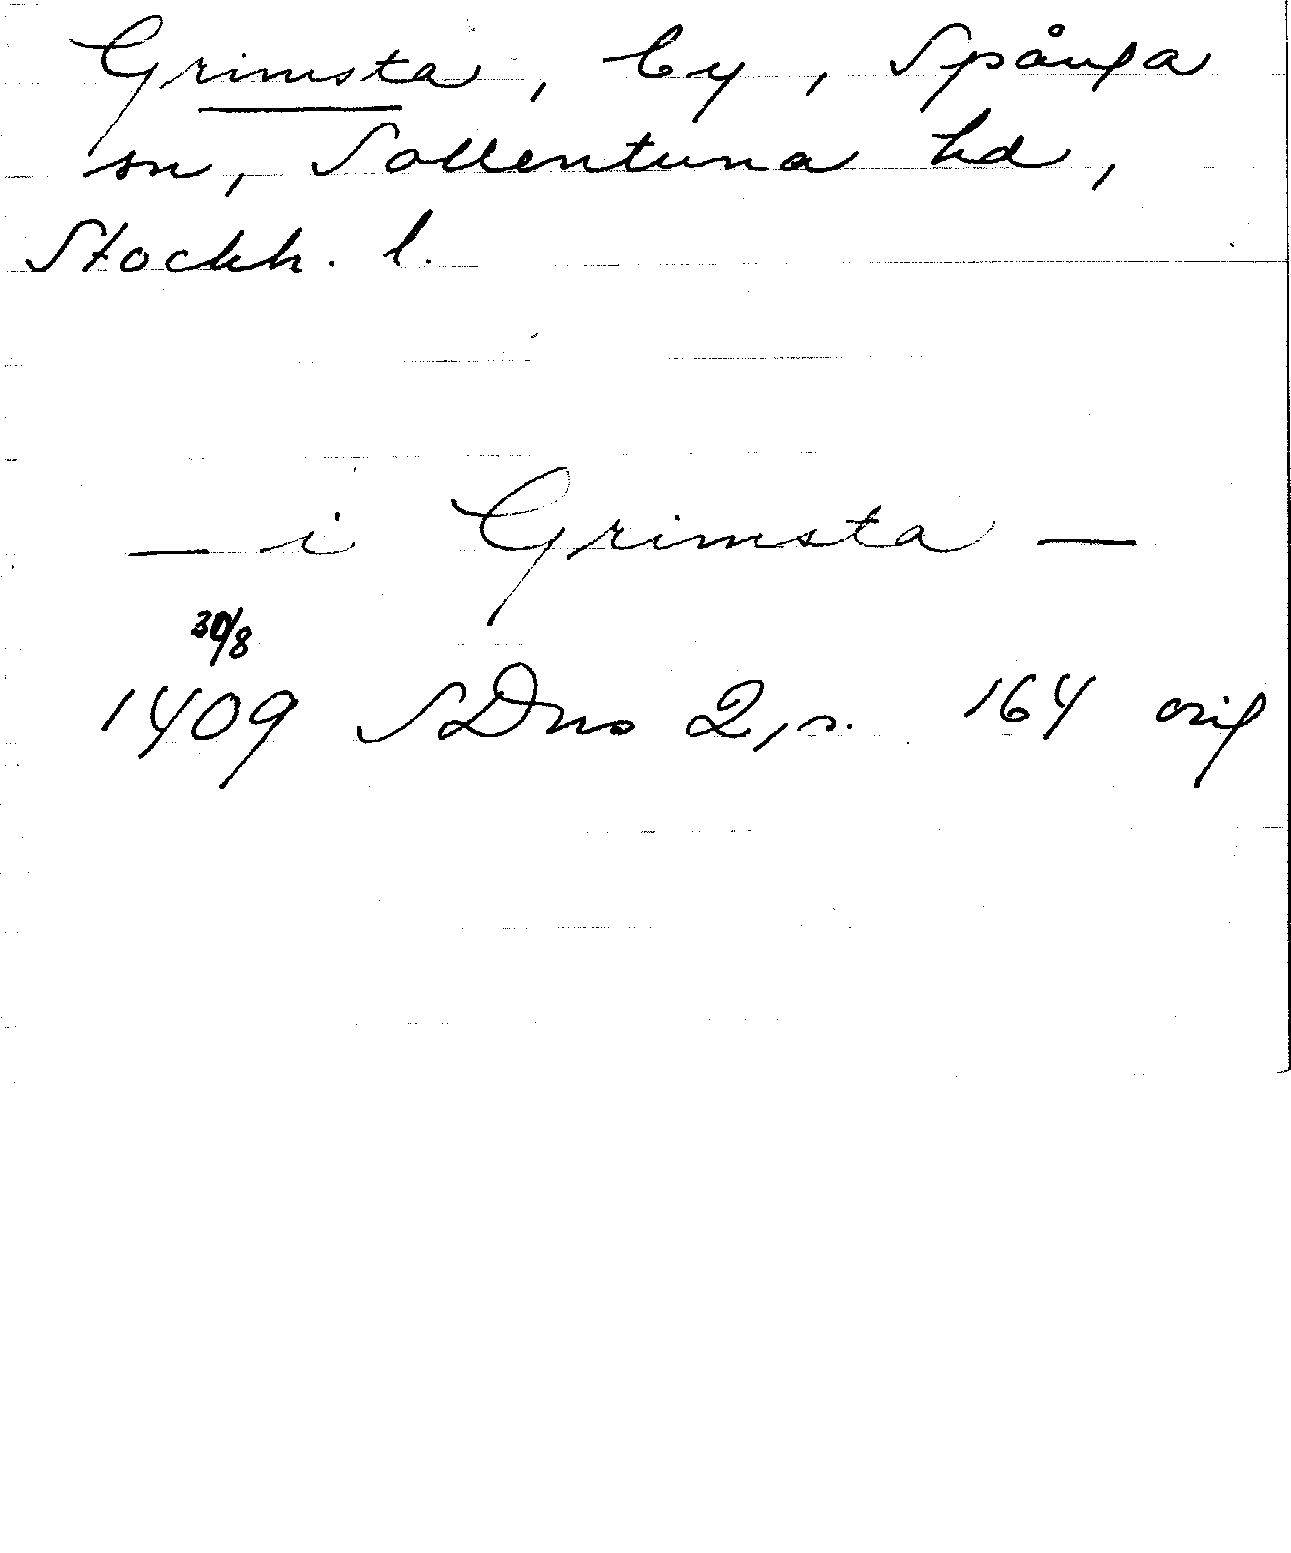 Grimsta, by, Spånga
sn, Sollentuna hd,
Stockh. l.
— i Grimsta —
30/8
1409 SDns 2, s. 164 orig